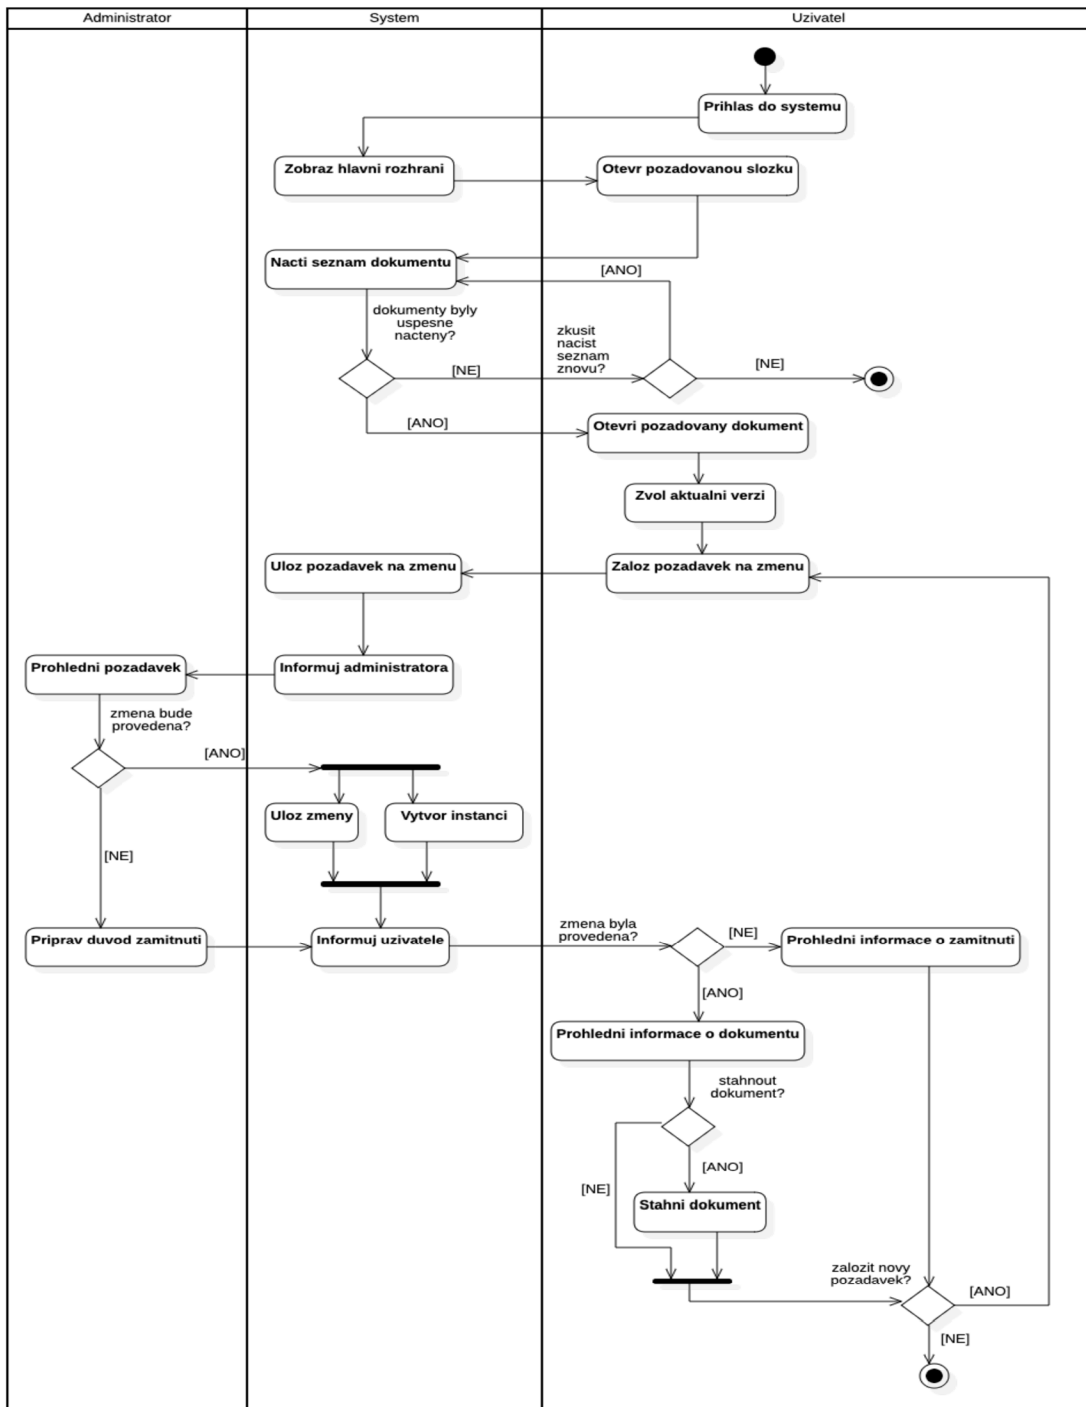 Administrator
System
Uzivatel
Prihlas do systemu
Zobraz hlavni rozhrani
Otevr pozadovanou slozku
Nacti seznam dokumentu
[ANO]
dokumenty byly
uspesne
nacteny?
zkusit
nacist
seznam
znovu?
[NE]
[NE]
[ANO]
Otevri pozadovany dokument
Zvol aktualni verzi
Uloz pozadavek na zmenu
Zaloz pozadavek na zmenu
Prohledni pozadavek
Informuj administratora
zmena bude
provedena?
[ANO]
Uloz zmeny
Vytvor instanci
[NE]
Priprav duvod zamitnuti
Informuj uzivatele
zmena byla
provedena?
[NE]
Prohledni informace o zamitnuti
[ANO]
Prohledni informace o dokumentu
stahnout
dokument?
[ANO]
[NE]
Stahni dokument
zalozit novy
pozadavek?
[ANO]
[NE]